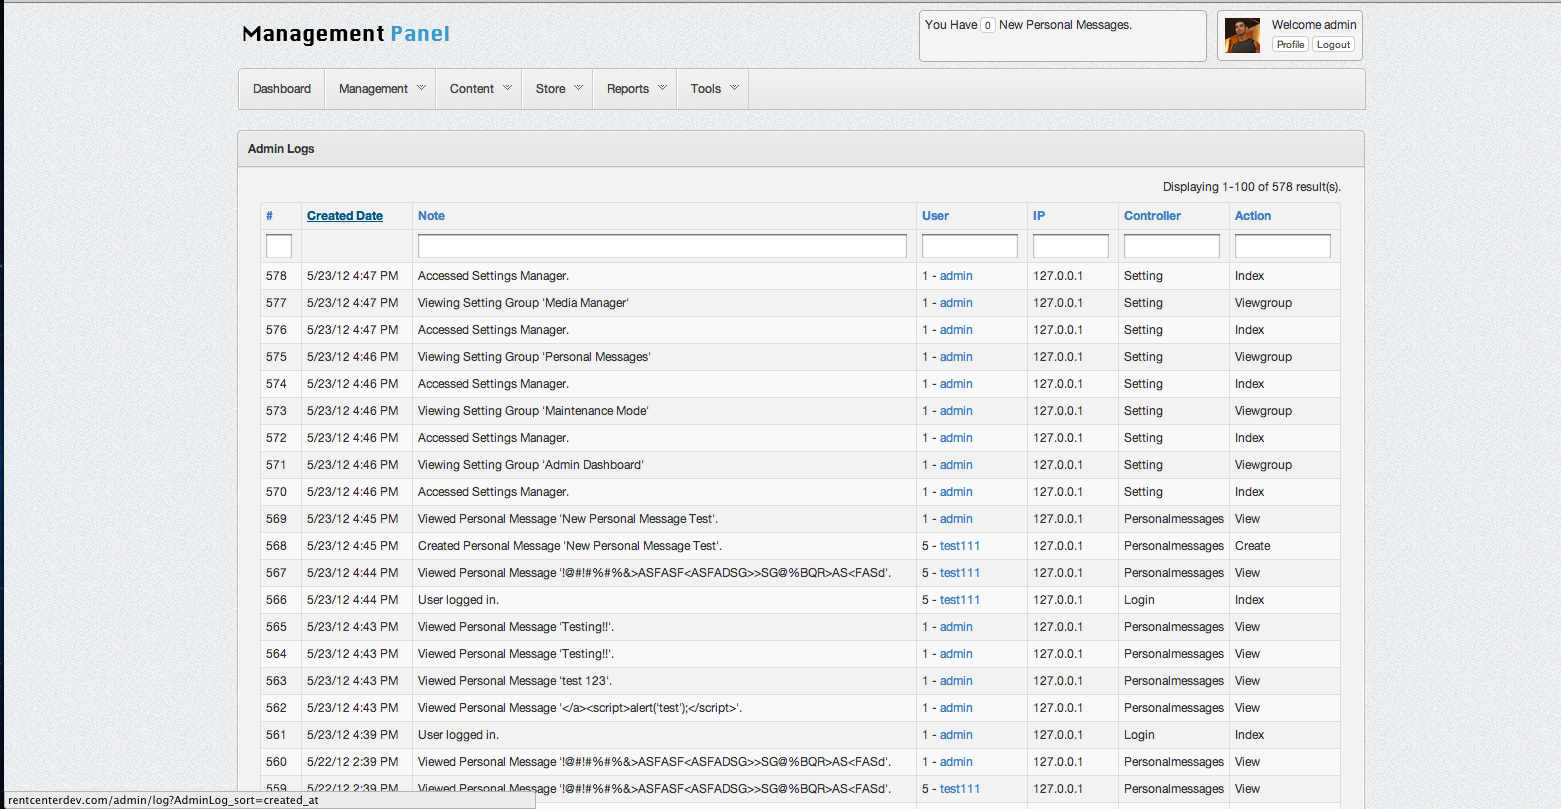 Management Panel
You Have 0 New Personal Messages.
Welcome admin
Profile Logout
Dashboard Management Content Store Reports Tools
Admin Logs
Displaying 1-100 of 578 result(s).
# Created Date Note User IP Controller Action
578 5/23/12 4:47 PM Accessed Settings Manager. 1 - admin 127.0.0.1 Setting Index
577 5/23/12 4:47 PM Viewing Setting Group 'Media Manager' 1 - admin 127.0.0.1 Setting Viewgroup
576 5/23/12 4:47 PM Accessed Settings Manager. 1 - admin 127.0.0.1 Setting Index
575 5/23/12 4:46 PM Viewing Setting Group 'Personal Messages' 1 - admin 127.0.0.1 Setting Viewgroup
574 5/23/12 4:46 PM Accessed Settings Manager. 1 - admin 127.0.0.1 Setting Index
573 5/23/12 4:46 PM Viewing Setting Group 'Maintenance Mode' 1 - admin 127.0.0.1 Setting Viewgroup
572 5/23/12 4:46 PM Accessed Settings Manager. 1 - admin 127.0.0.1 Setting Index
571 5/23/12 4:46 PM Viewing Setting Group 'Admin Dashboard' 1 - admin 127.0.0.1 Setting Viewgroup
570 5/23/12 4:46 PM Accessed Settings Manager. 1 - admin 127.0.0.1 Setting Index
569 5/23/12 4:45 PM Viewed Personal Message 'New Personal Message Test'. 1 - admin 127.0.0.1 Personalmessages View
568 5/23/12 4:45 PM Created Personal Message 'New Personal Message Test'. 5 - test111 127.0.0.1 Personalmessages Create
567 5/23/12 4:44 PM Viewed Personal Message '!@#!#%#%&>ASFASF<ASFADSG>>SG@%BQR>AS<FASd'. 5 - test111 127.0.0.1 Personalmessages View
566 5/23/12 4:44 PM User logged in. 5 - test111 127.0.0.1 Login Index
565 5/23/12 4:43 PM Viewed Personal Message 'Testing!!'. 1 - admin 127.0.0.1 Personalmessages View
564 5/23/12 4:43 PM Viewed Personal Message 'Testing!!'. 1 - admin 127.0.0.1 Personalmessages View
563 5/23/12 4:43 PM Viewed Personal Message 'test 123'. 1 - admin 127.0.0.1 Personalmessages View
562 5/23/12 4:43 PM Viewed Personal Message '</a><script>alert('test');</script>'. 1 - admin 127.0.0.1 Personalmessages View
561 5/23/12 4:39 PM User logged in. 1 - admin 127.0.0.1 Login Index
560 5/22/12 2:39 PM Viewed Personal Message '!@#!#%#%&>ASFASF<ASFADSG>>SG@%BQR>AS<FASd'. 1 - admin 127.0.0.1 Personalmessages View
559 5/22/12 2:39 PM Viewed Personal Message '!@#!#%#%&>ASFASF<ASFADSG>>SG@%BQR>AS<FASd'. 5 - test111 127.0.0.1 Personalmessages View
rentcenterdev.com/admin/log?AdminLog_sort=created_at